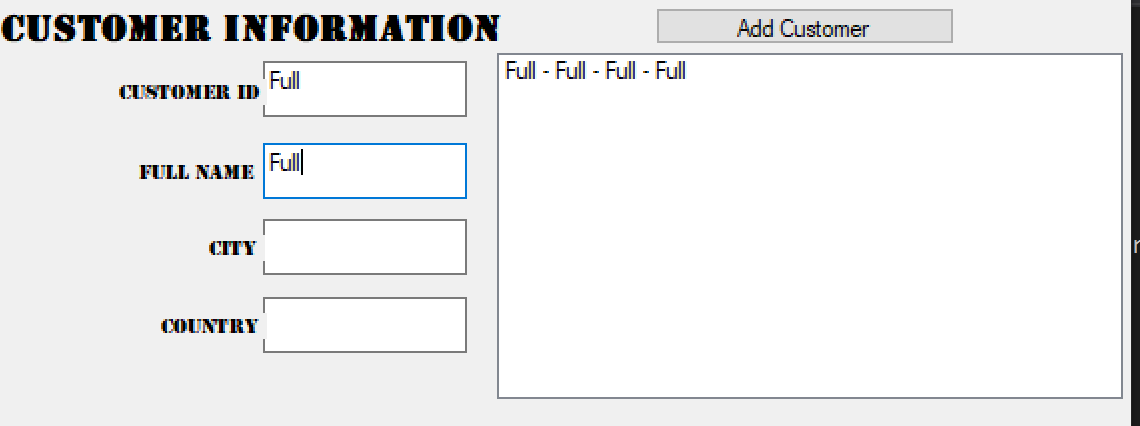 CUSTOMER INFORMATION
Add Customer
CUSTOMER ID
Full
Full - Full - Full - Full
FULL NAME
Full
CITY
COUNTRY